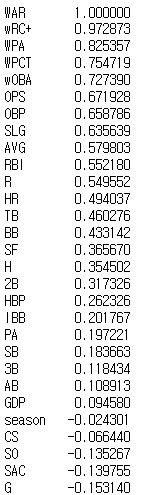 WAR 1.000000
wRC+ 0.972873
WPA 0.825357
WPCT 0.754719
wOBA 0.727390
OPS 0.671928
OBP 0.658786
SLG 0.635639
AVG 0.579803
RBI 0.552180
R 0.549552
HR 0.494037
TB 0.460276
BB 0.433142
SF 0.365670
H 0.354502
2B 0.317326
HBP 0.262326
IBB 0.201767
PA 0.197221
SB 0.183663
3B 0.118434
AB 0.108913
GDP 0.094580
season -0.024301
CS -0.066440
SO -0.135267
SAC -0.139755
G -0.153140